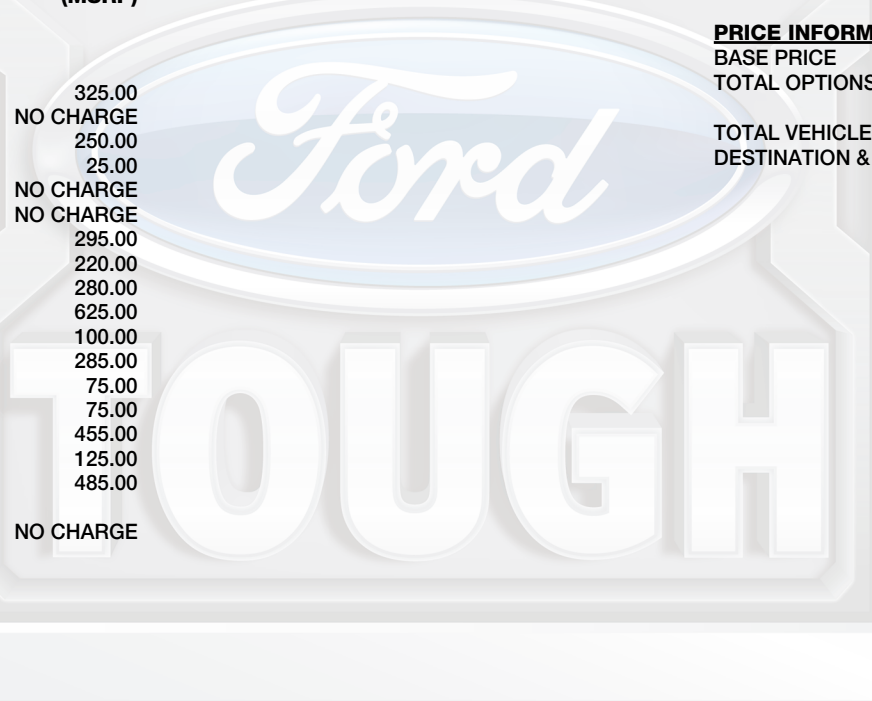 (MSRP)
325.00
NO CHARGE
250.00
25.00
NO CHARGE
NO CHARGE
295.00
220.00
280.00
625.00
100.00
285.00
75.00
75.00
455.00
125.00
485.00
NO CHARGE
PRICE INFORM
BASE PRICE
TOTAL OPTIONS
TOTAL VEHICLE
DESTINATION &
Ford
TOUGH